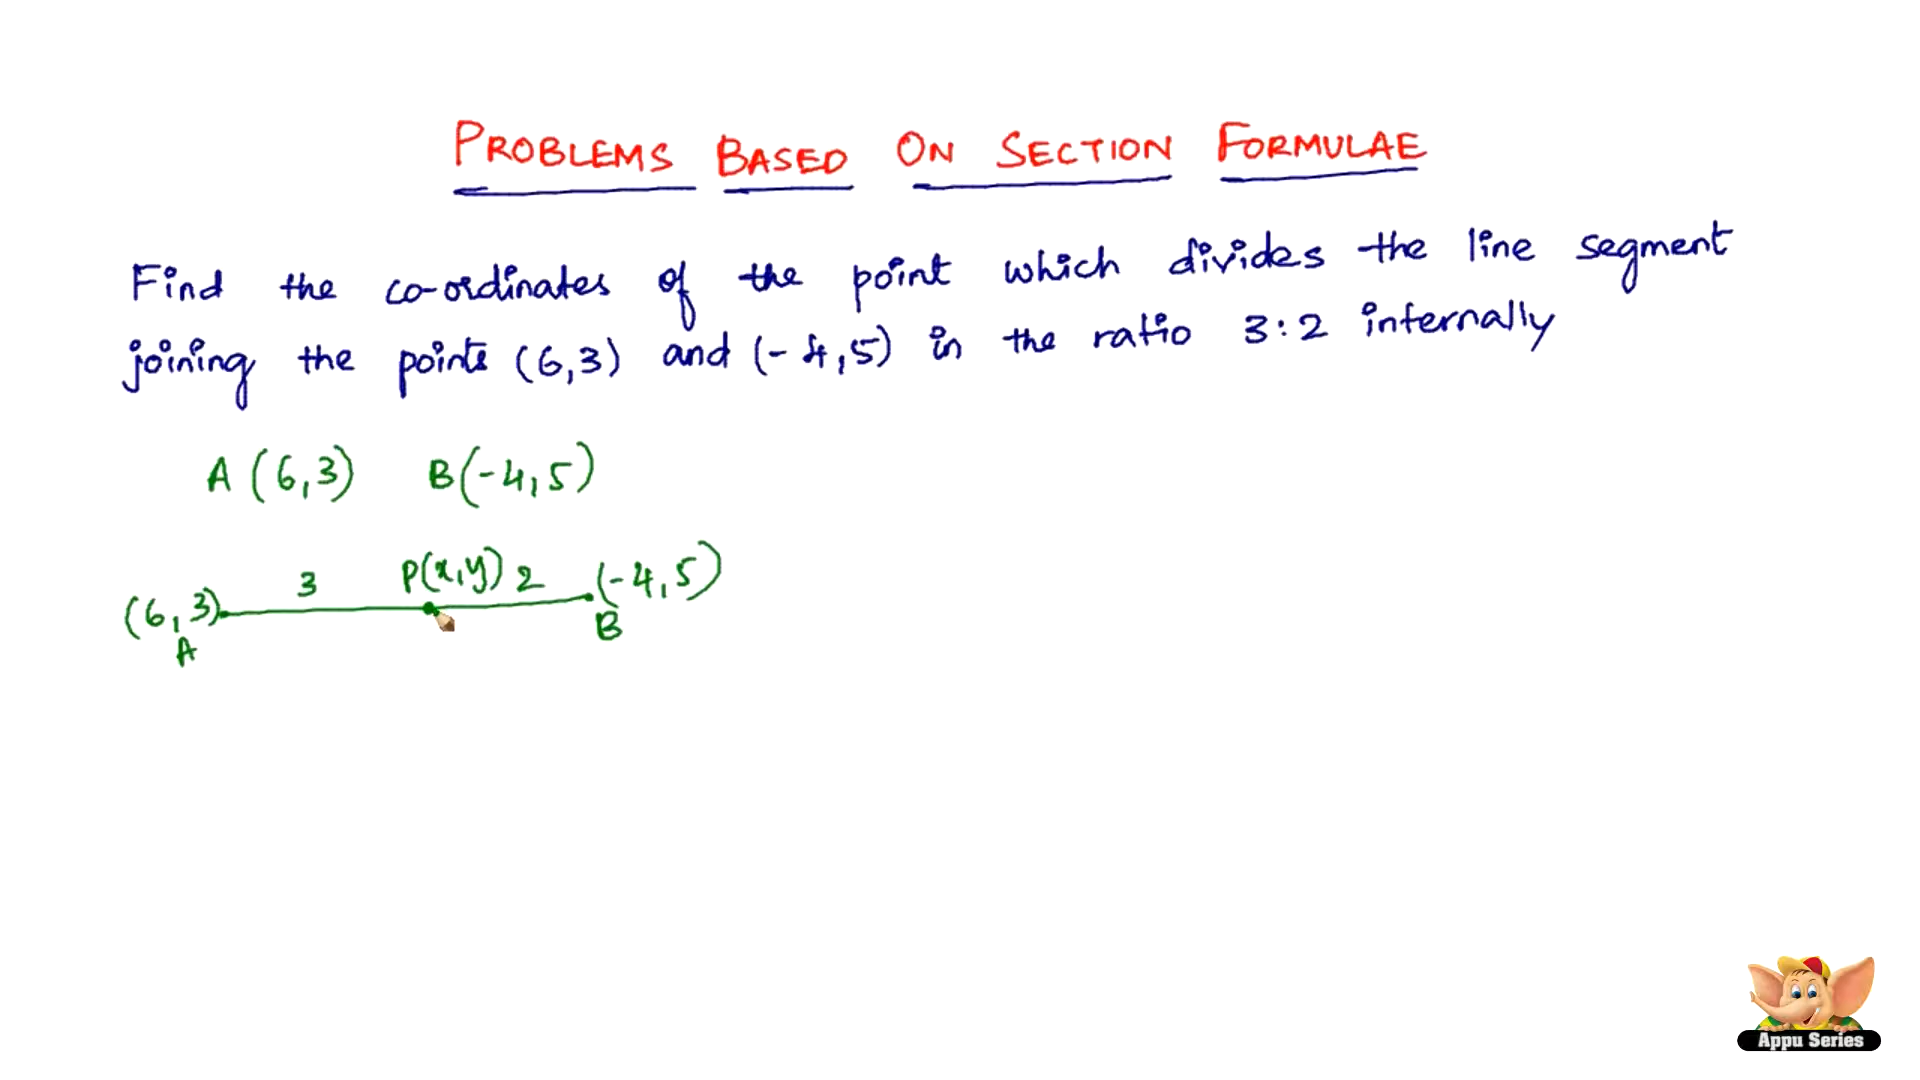 PROBLEMS BASED ON SECTION FORMULAE
Find the co-ordinates of the point which divides the line segment
joining the points (6,3) and (-4,5) in the ratio 3:2 internally
A (6,3) B(-4,5)
(6,3) 3 P(x,y) 2 (-4,5)
A B
Appu Series